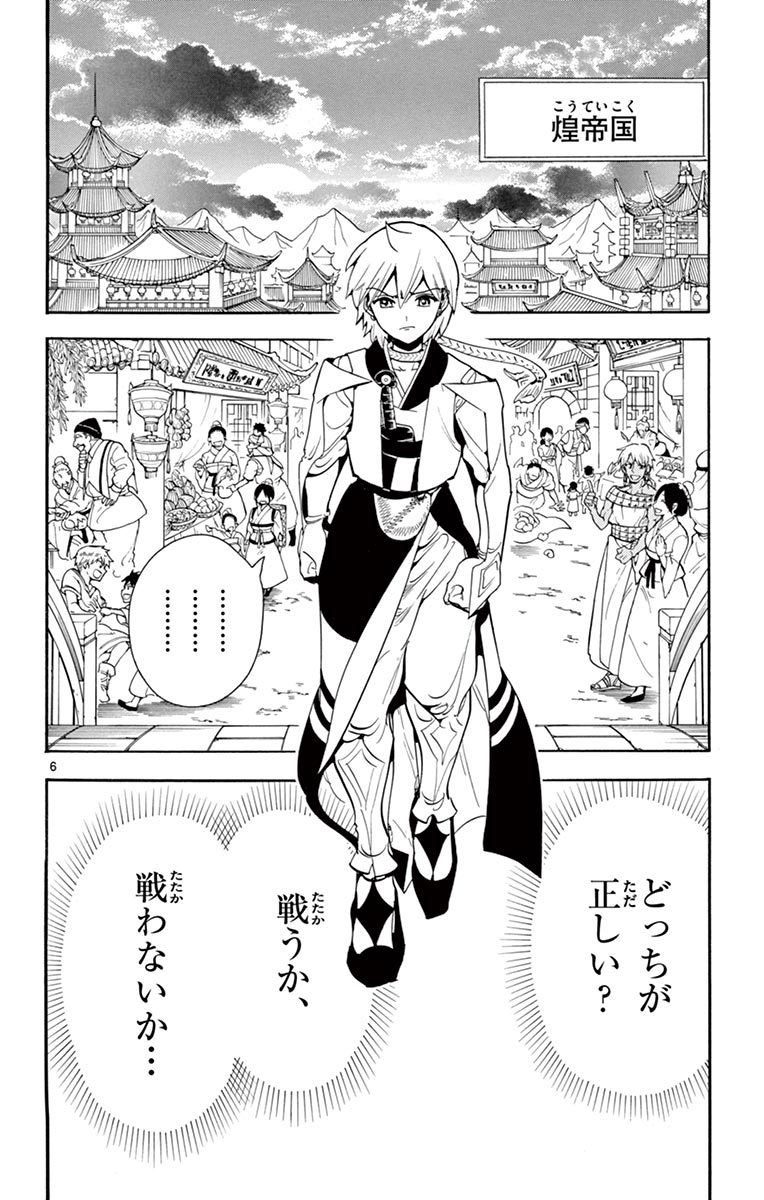 こうていこく
煌帝国
………………
どっちが
正しい?
ただ
戦うか、
たたか
戦わないか…
たたか
6